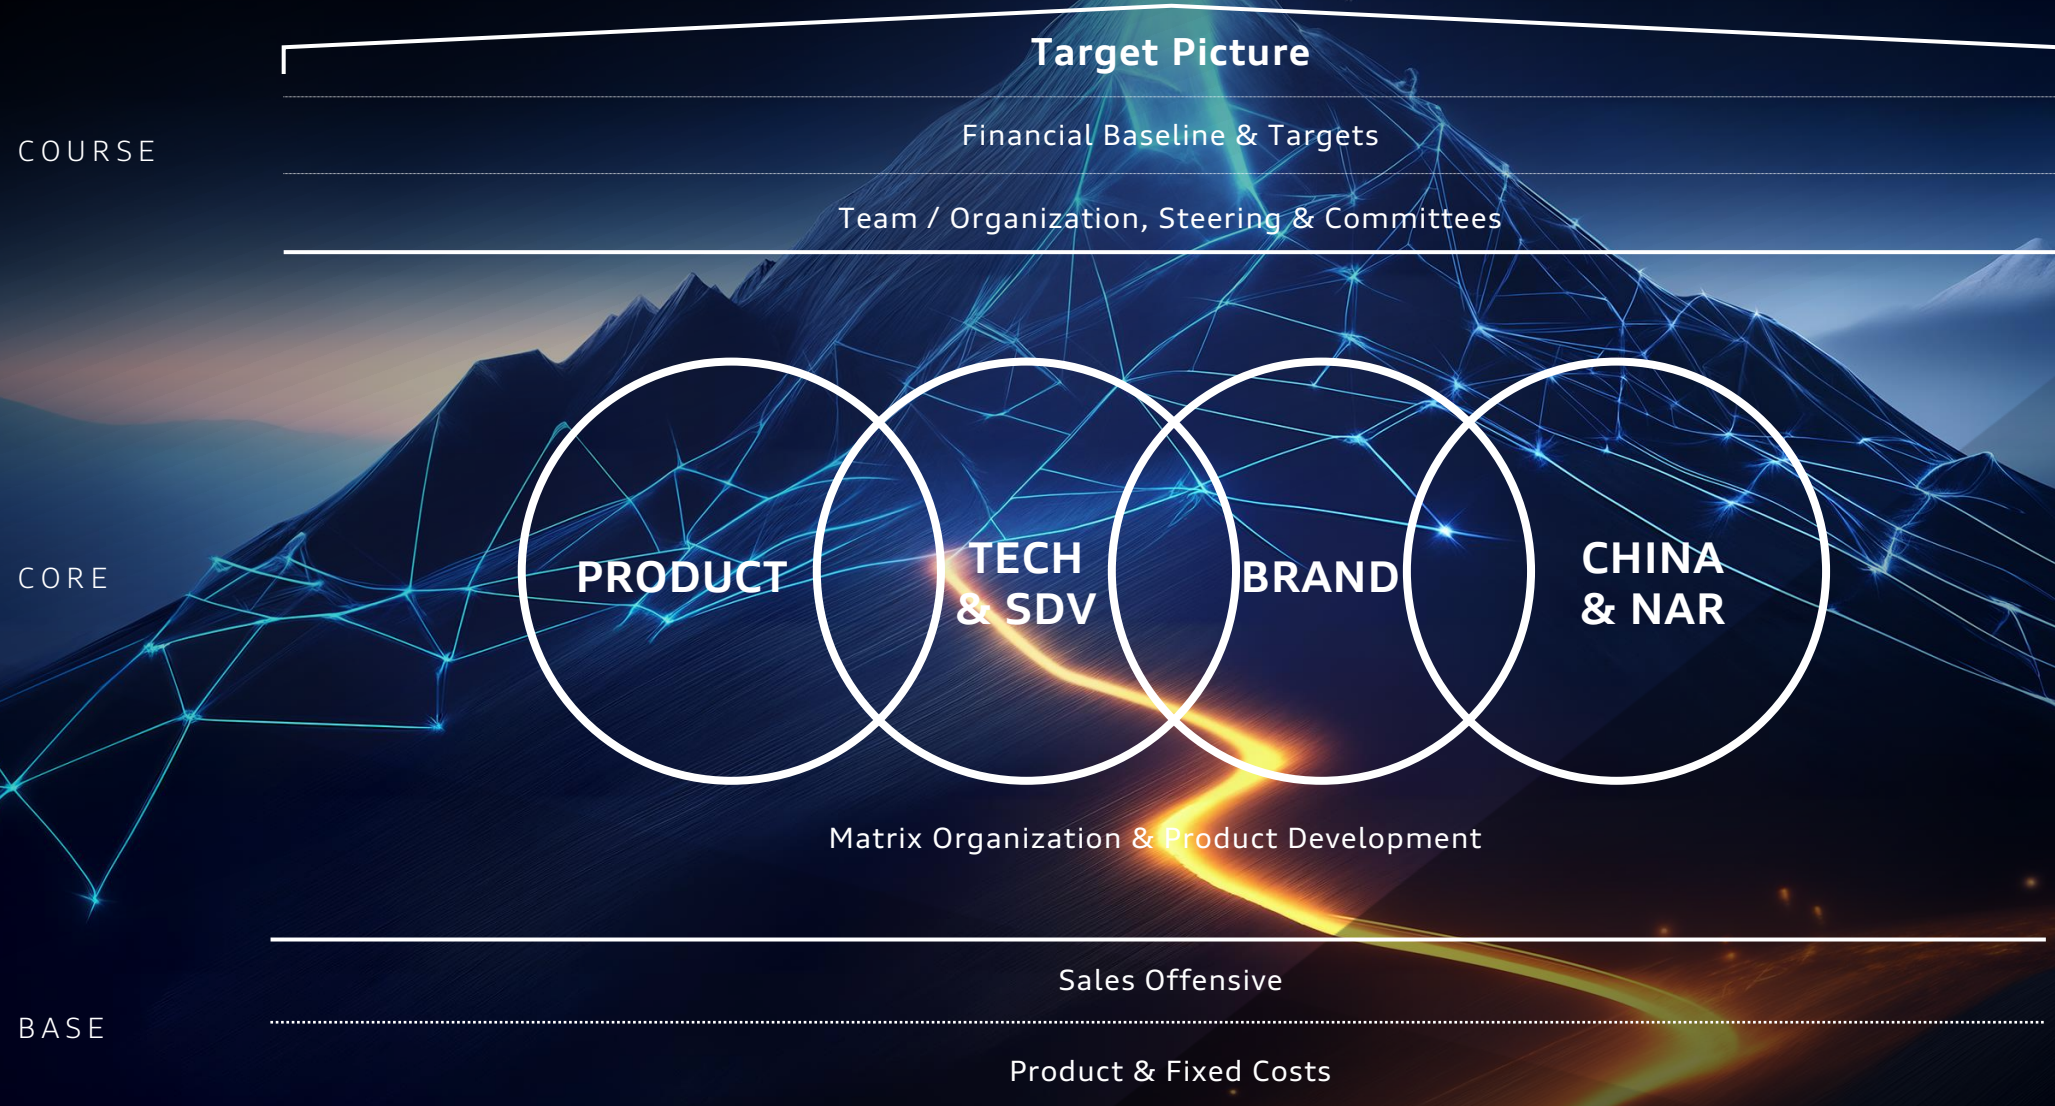 Target Picture
COURSE
Financial Baseline & Targets
Team / Organization, Steering & Committees
CORE
PRODUCT
TECH
& SDV
BRAND
CHINA
& NAR
Matrix Organization & Product Development
Sales Offensive
BASE
Product & Fixed Costs